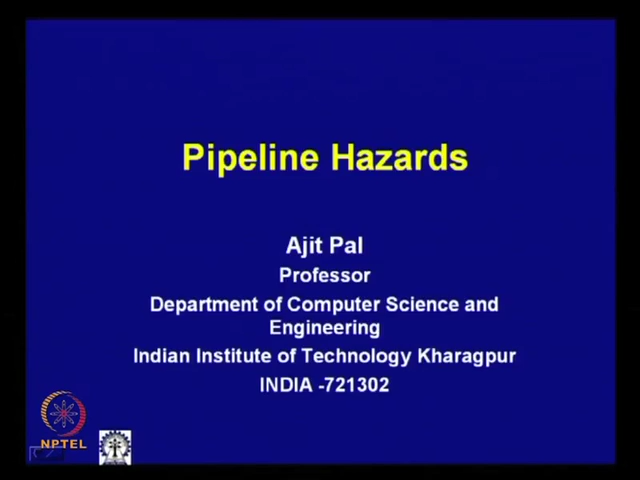 Pipeline Hazards
Ajit Pal
Professor
Department of Computer Science and
Engineering
Indian Institute of Technology Kharagpur
INDIA -721302
NPTEL